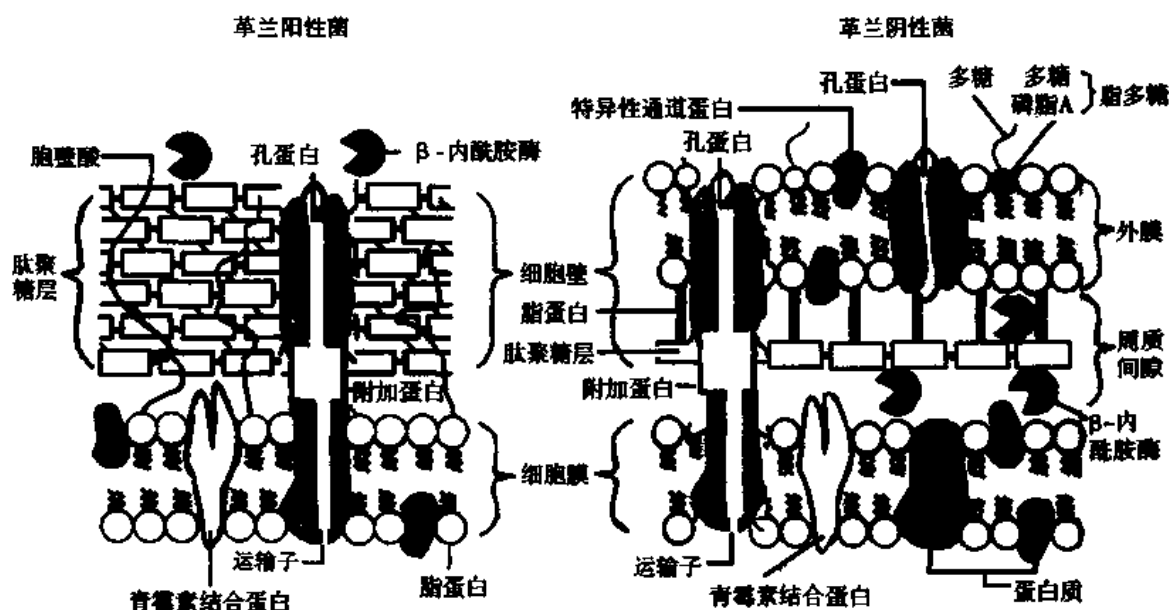 革兰阳性菌
革兰阴性菌
胞壁酸
孔蛋白
β-内酰胺酶
肽聚
糖层
细胞壁
附加蛋白
细胞膜
运输子
脂蛋白
青霉素结合蛋白
特异性通道蛋白
孔蛋白
孔蛋白
多糖
多糖
磷脂A
脂多糖
外膜
脂蛋白
肽聚糖层
附加蛋白
周质
间隙
β-内
酰胺酶
运输子
青霉素结合蛋白
蛋白质